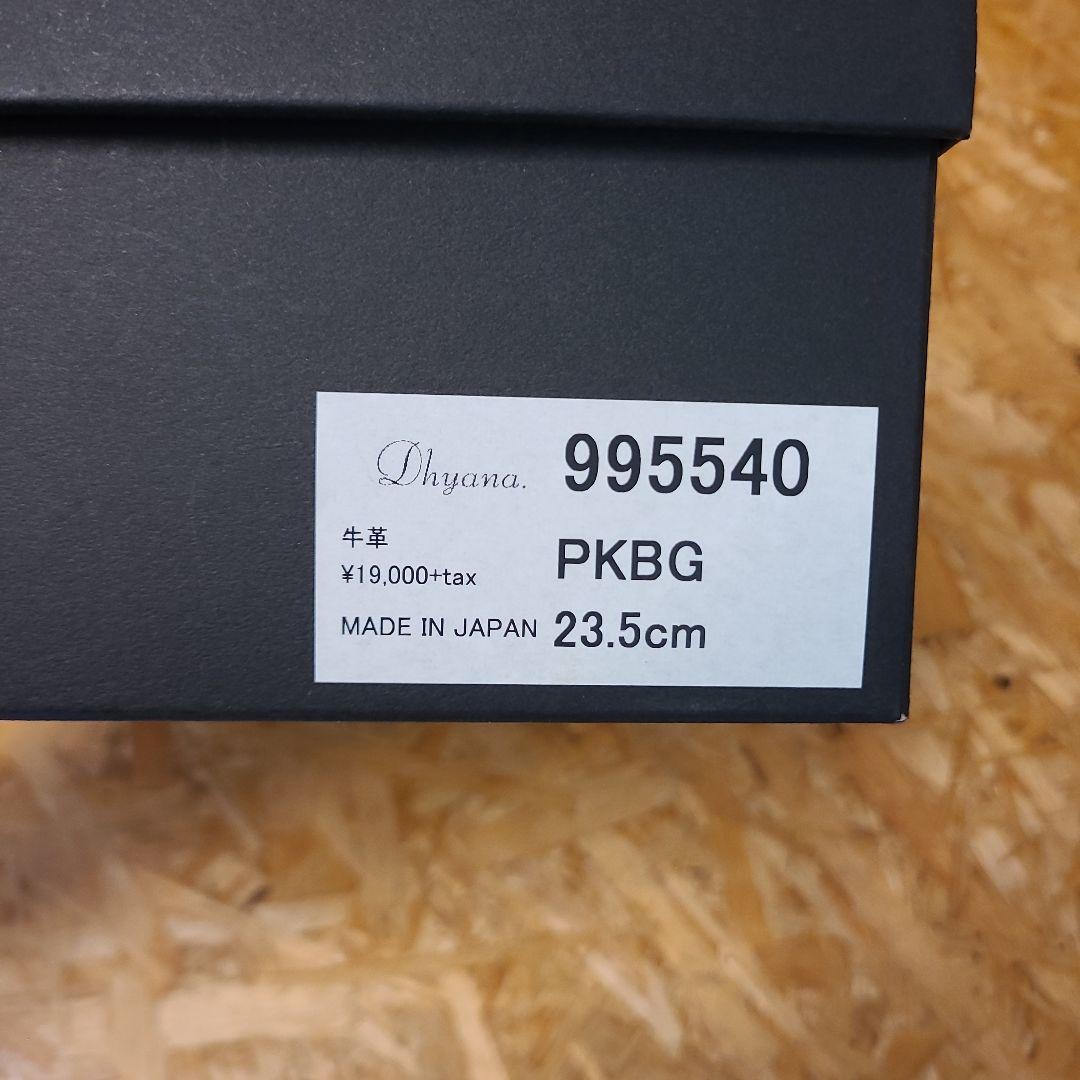 Dhyana. 995540
牛革
¥19,000+tax PKBG
MADE IN JAPAN 23.5cm